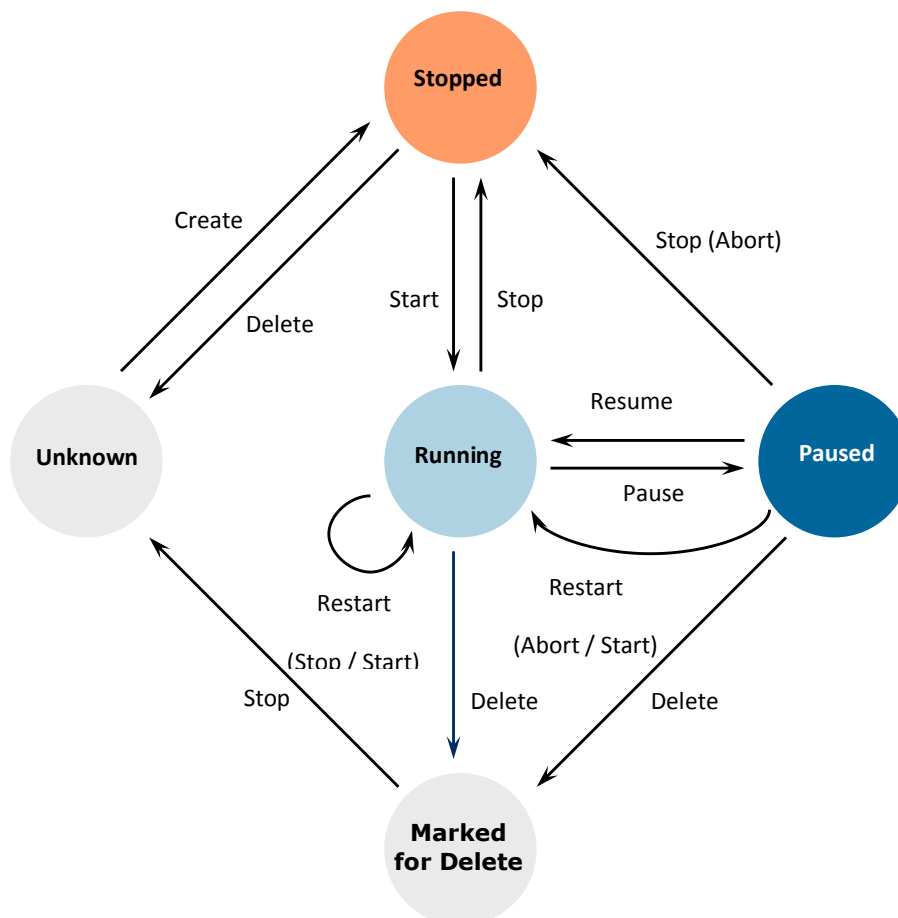 Stopped
Create
Stop (Abort)
Start
Stop
Delete
Resume
Unknown
Running
Paused
Pause
Restart
(Stop / Start)
Restart
(Abort / Start)
Stop
Delete
Delete
Marked
for Delete